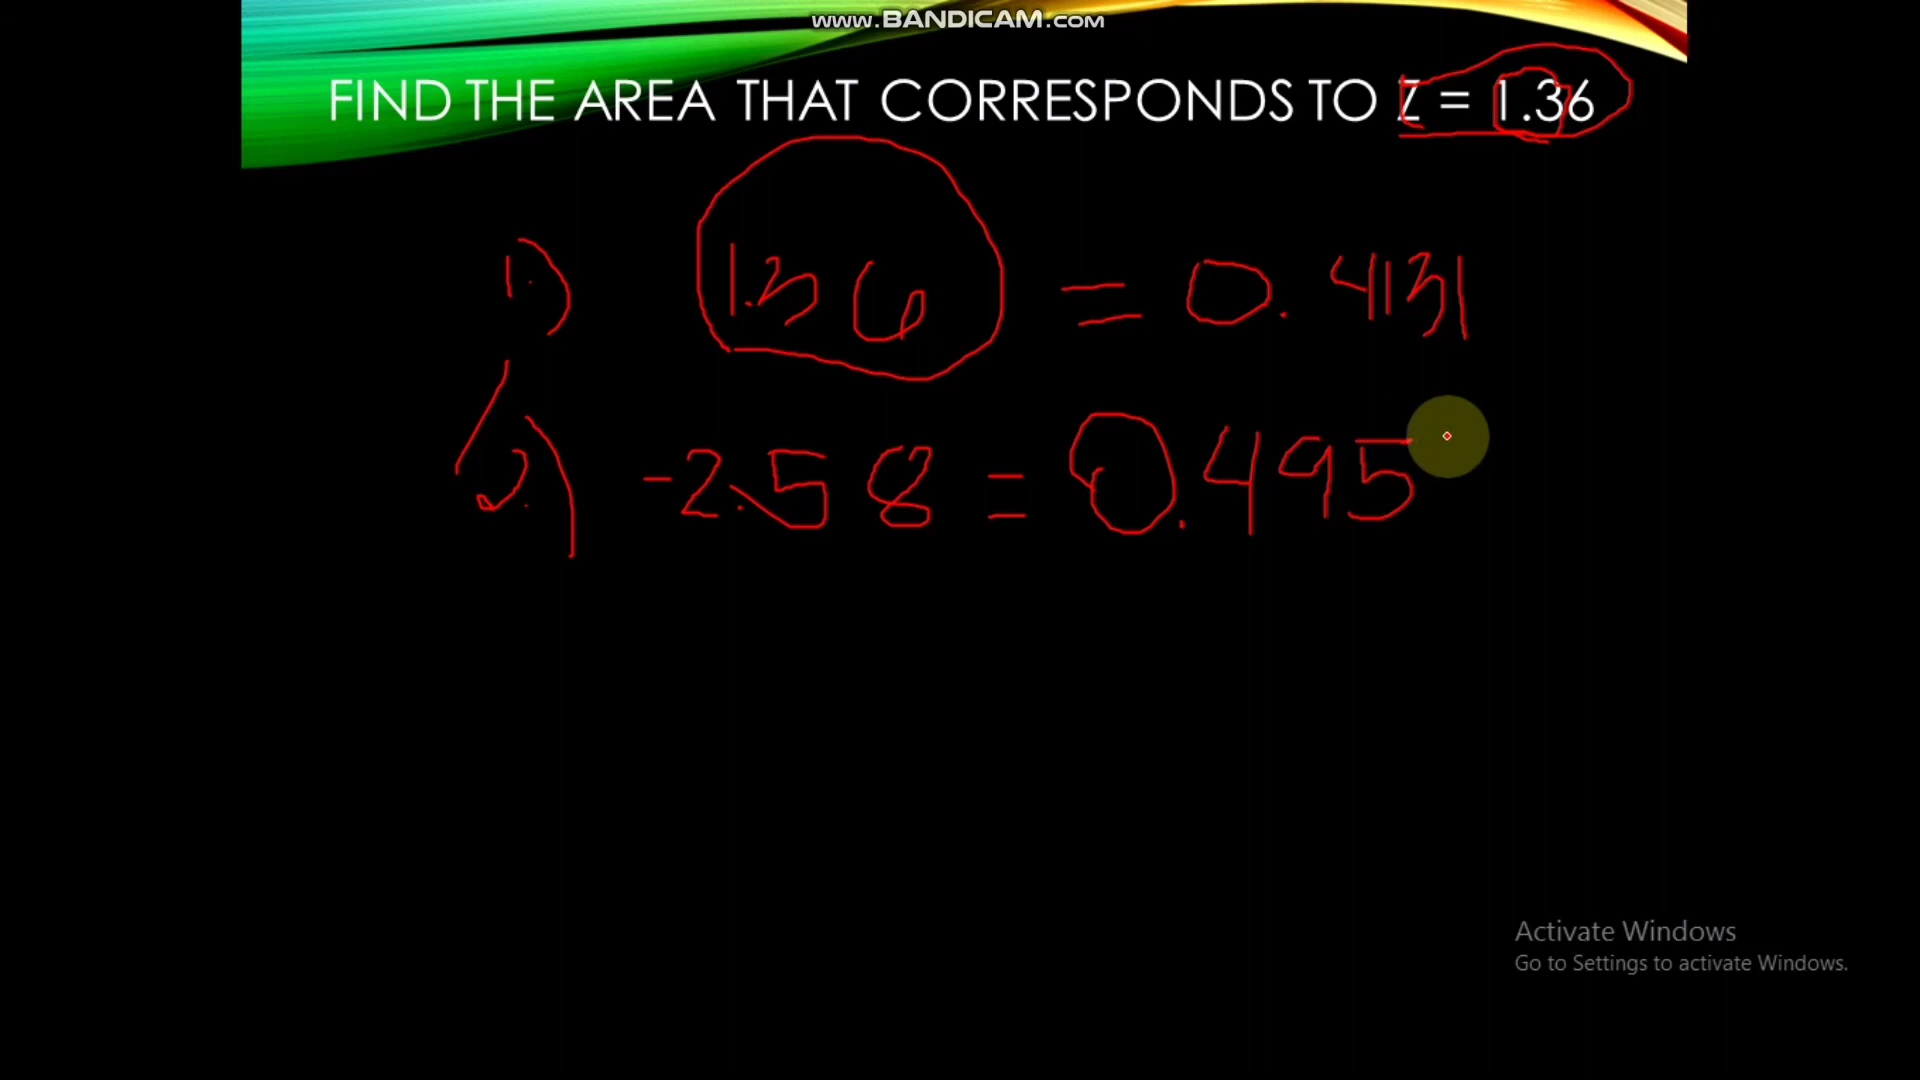 www.BANDICAM.com
FIND THE AREA THAT CORRESPONDS TO Z = 1.36
1.) 1.36 = 0.4131
2.) -2.58 = 0.495
Activate Windows
Go to Settings to activate Windows.